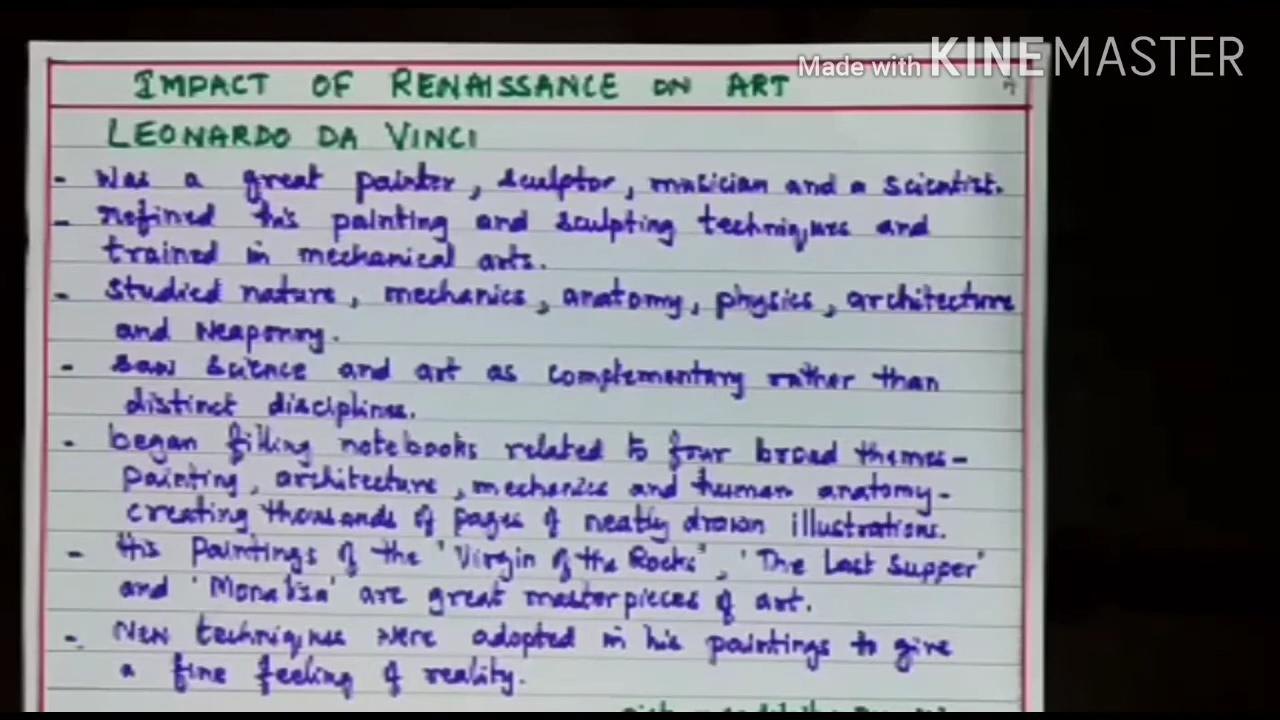 Made with KINEMASTER
IMPACT OF RENAISSANCE ON ART
LEONARDO DA VINCI
- Was a great painter, sculptor, musician and a scientist.
- Refined his painting and sculpting techniques and
trained in mechanical arts.
- Studied nature, mechanics, anatomy, physics, architecture
and weaponry.
- Saw science and art as complementary rather than
distinct disciplines.
- began filling notebooks related to four broad themes-
painting, architecture, mechanics and human anatomy-
creating thousands of pages of neatly drawn illustrations.
- His paintings of the 'Virgin of the Rocks', 'The Last Supper'
and 'Monalisa' are great masterpieces of art.
- New techniques were adopted in his paintings to give
a fine feeling of reality.